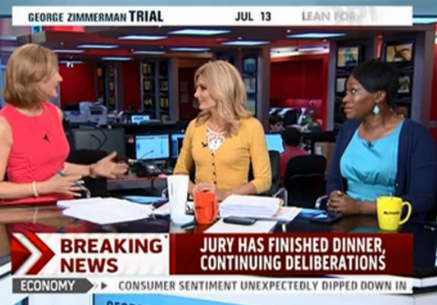 GEORGE ZIMMERMAN TRIAL
JUL 13
LEAN FO
BREAKING
NEWS
JURY HAS FINISHED DINNER,
CONTINUING DELIBERATIONS
ECONOMY
CONSUMER SENTIMENT UNEXPECTEDLY DIPPED DOWN IN